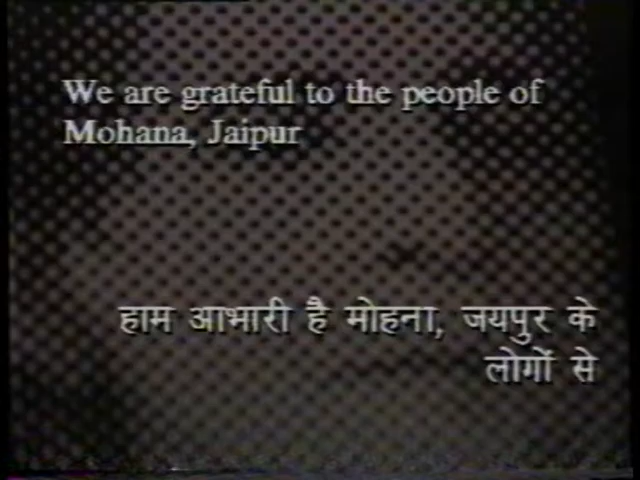 We are grateful to the people of
Mohana, Jaipur
हाम आभारी है मोहना, जयपुर के
लोगों से